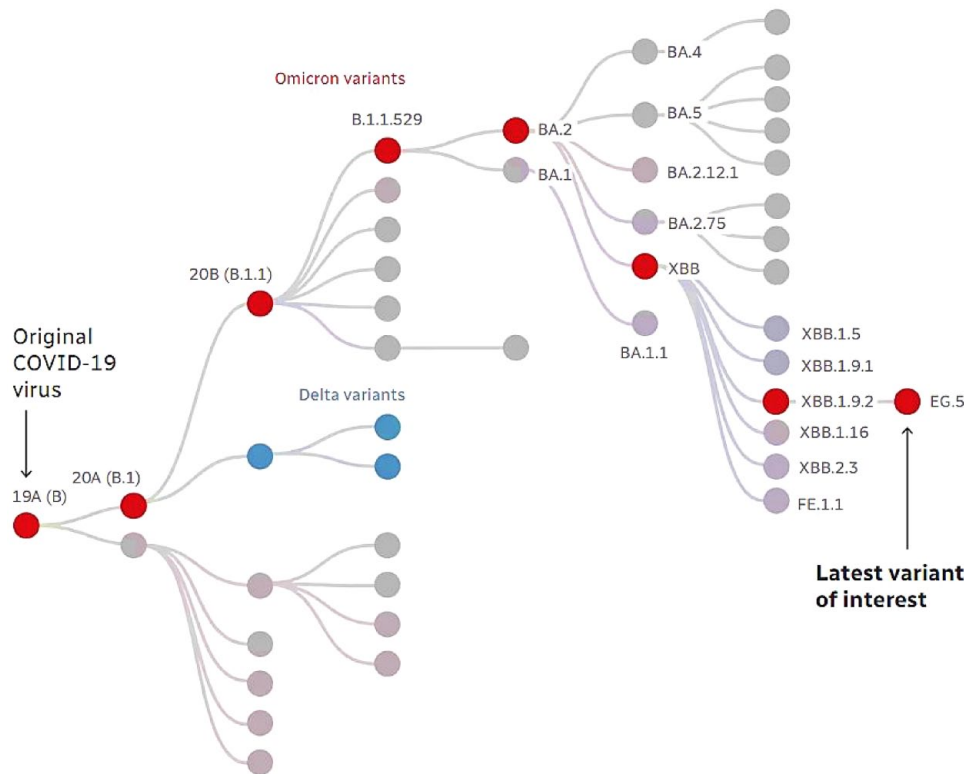 Omicron variants
B.1.1.529
BA.4
BA.5
BA.2
BA.1
BA.2.12.1
BA.2.75
XBB
BA.1.1
20B (B.1.1)
Original
COVID-19
virus
Delta variants
XBB.1.5
XBB.1.9.1
XBB.1.9.2
EG.5
XBB.1.16
XBB.2.3
FE.1.1
19A (B)
20A (B.1)
Latest variant
of interest